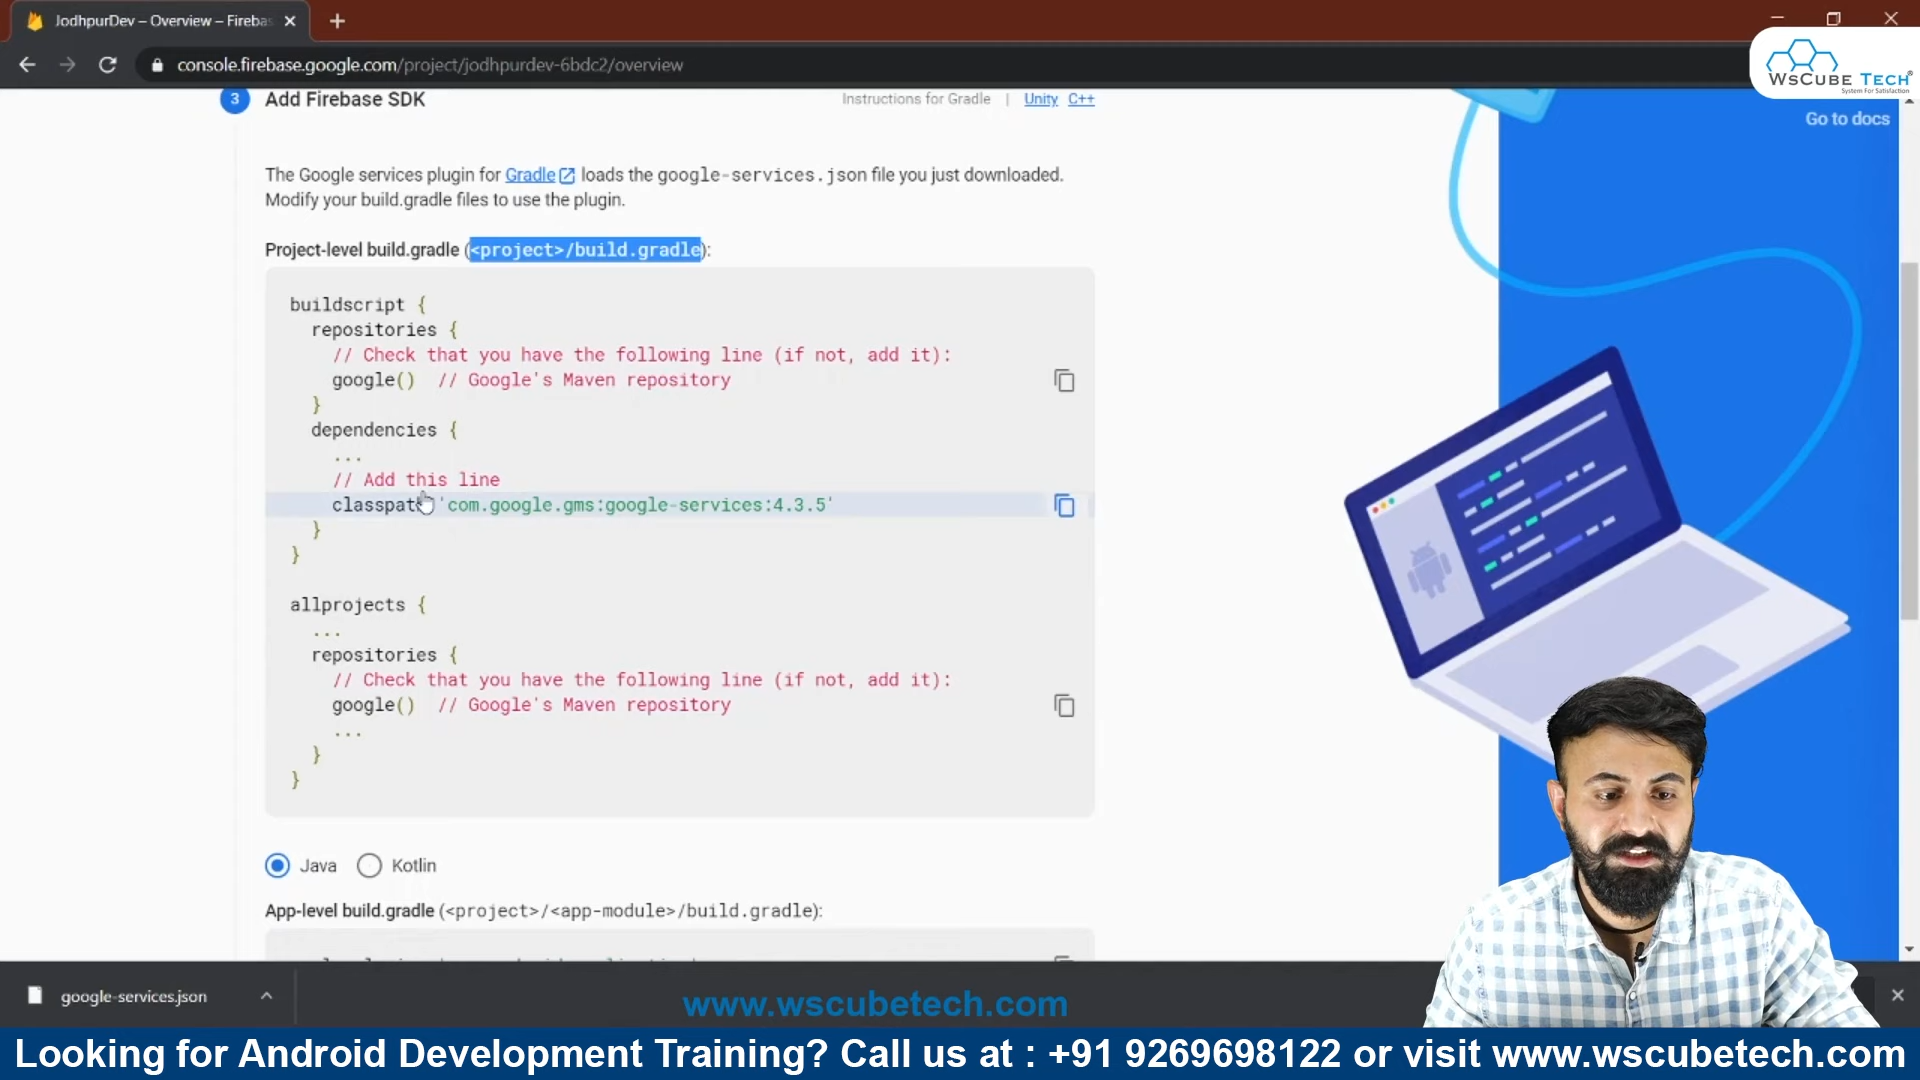 JodhpurDev – Overview – Fireba
console.firebase.google.com/project/jodhpurdev-6bdc2/overview
WsCube Tech®
System For Satisfaction
3 Add Firebase SDK
Instructions for Gradle | Unity C++
Go to docs
The Google services plugin for Gradle loads the google-services.json file you just downloaded.
Modify your build.gradle files to use the plugin.
Project-level build.gradle (<project>/build.gradle):
buildscript {
repositories {
// Check that you have the following line (if not, add it):
google() // Google's Maven repository
}
dependencies {
...
// Add this line
classpath 'com.google.gms:google-services:4.3.5'
}
}
allprojects {
...
repositories {
// Check that you have the following line (if not, add it):
google() // Google's Maven repository
...
}
}
Java Kotlin
App-level build.gradle (<project>/<app-module>/build.gradle):
google-services.json
www.wscubetech.com
Looking for Android Development Training? Call us at : +91 9269698122 or visit www.wscubetech.com